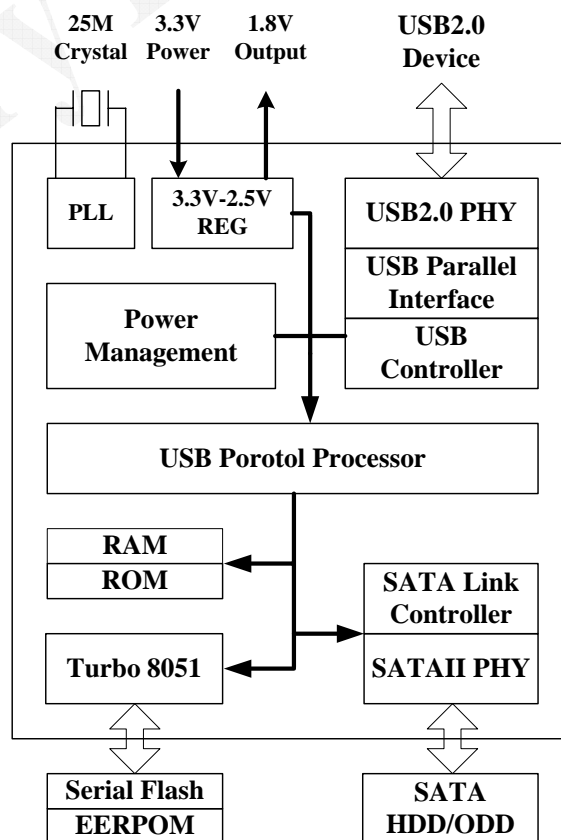 25M
Crystal
3.3V
Power
1.8V
Output
USB2.0
Device
PLL
3.3V-2.5V
REG
USB2.0 PHY
USB Parallel
Interface
USB
Controller
Power
Management
USB Porotol Processor
RAM
ROM
SATA Link
Controller
Turbo 8051
SATAII PHY
Serial Flash
EERPOM
SATA
HDD/ODD